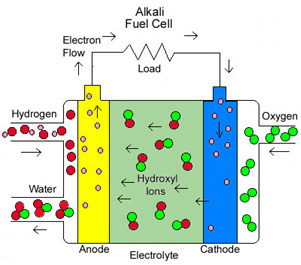 Alkali
Fuel Cell
Electron
Flow
Load
Hydrogen
Oxygen
Hydroxyl
Ions
Water
Anode
Cathode
Electrolyte